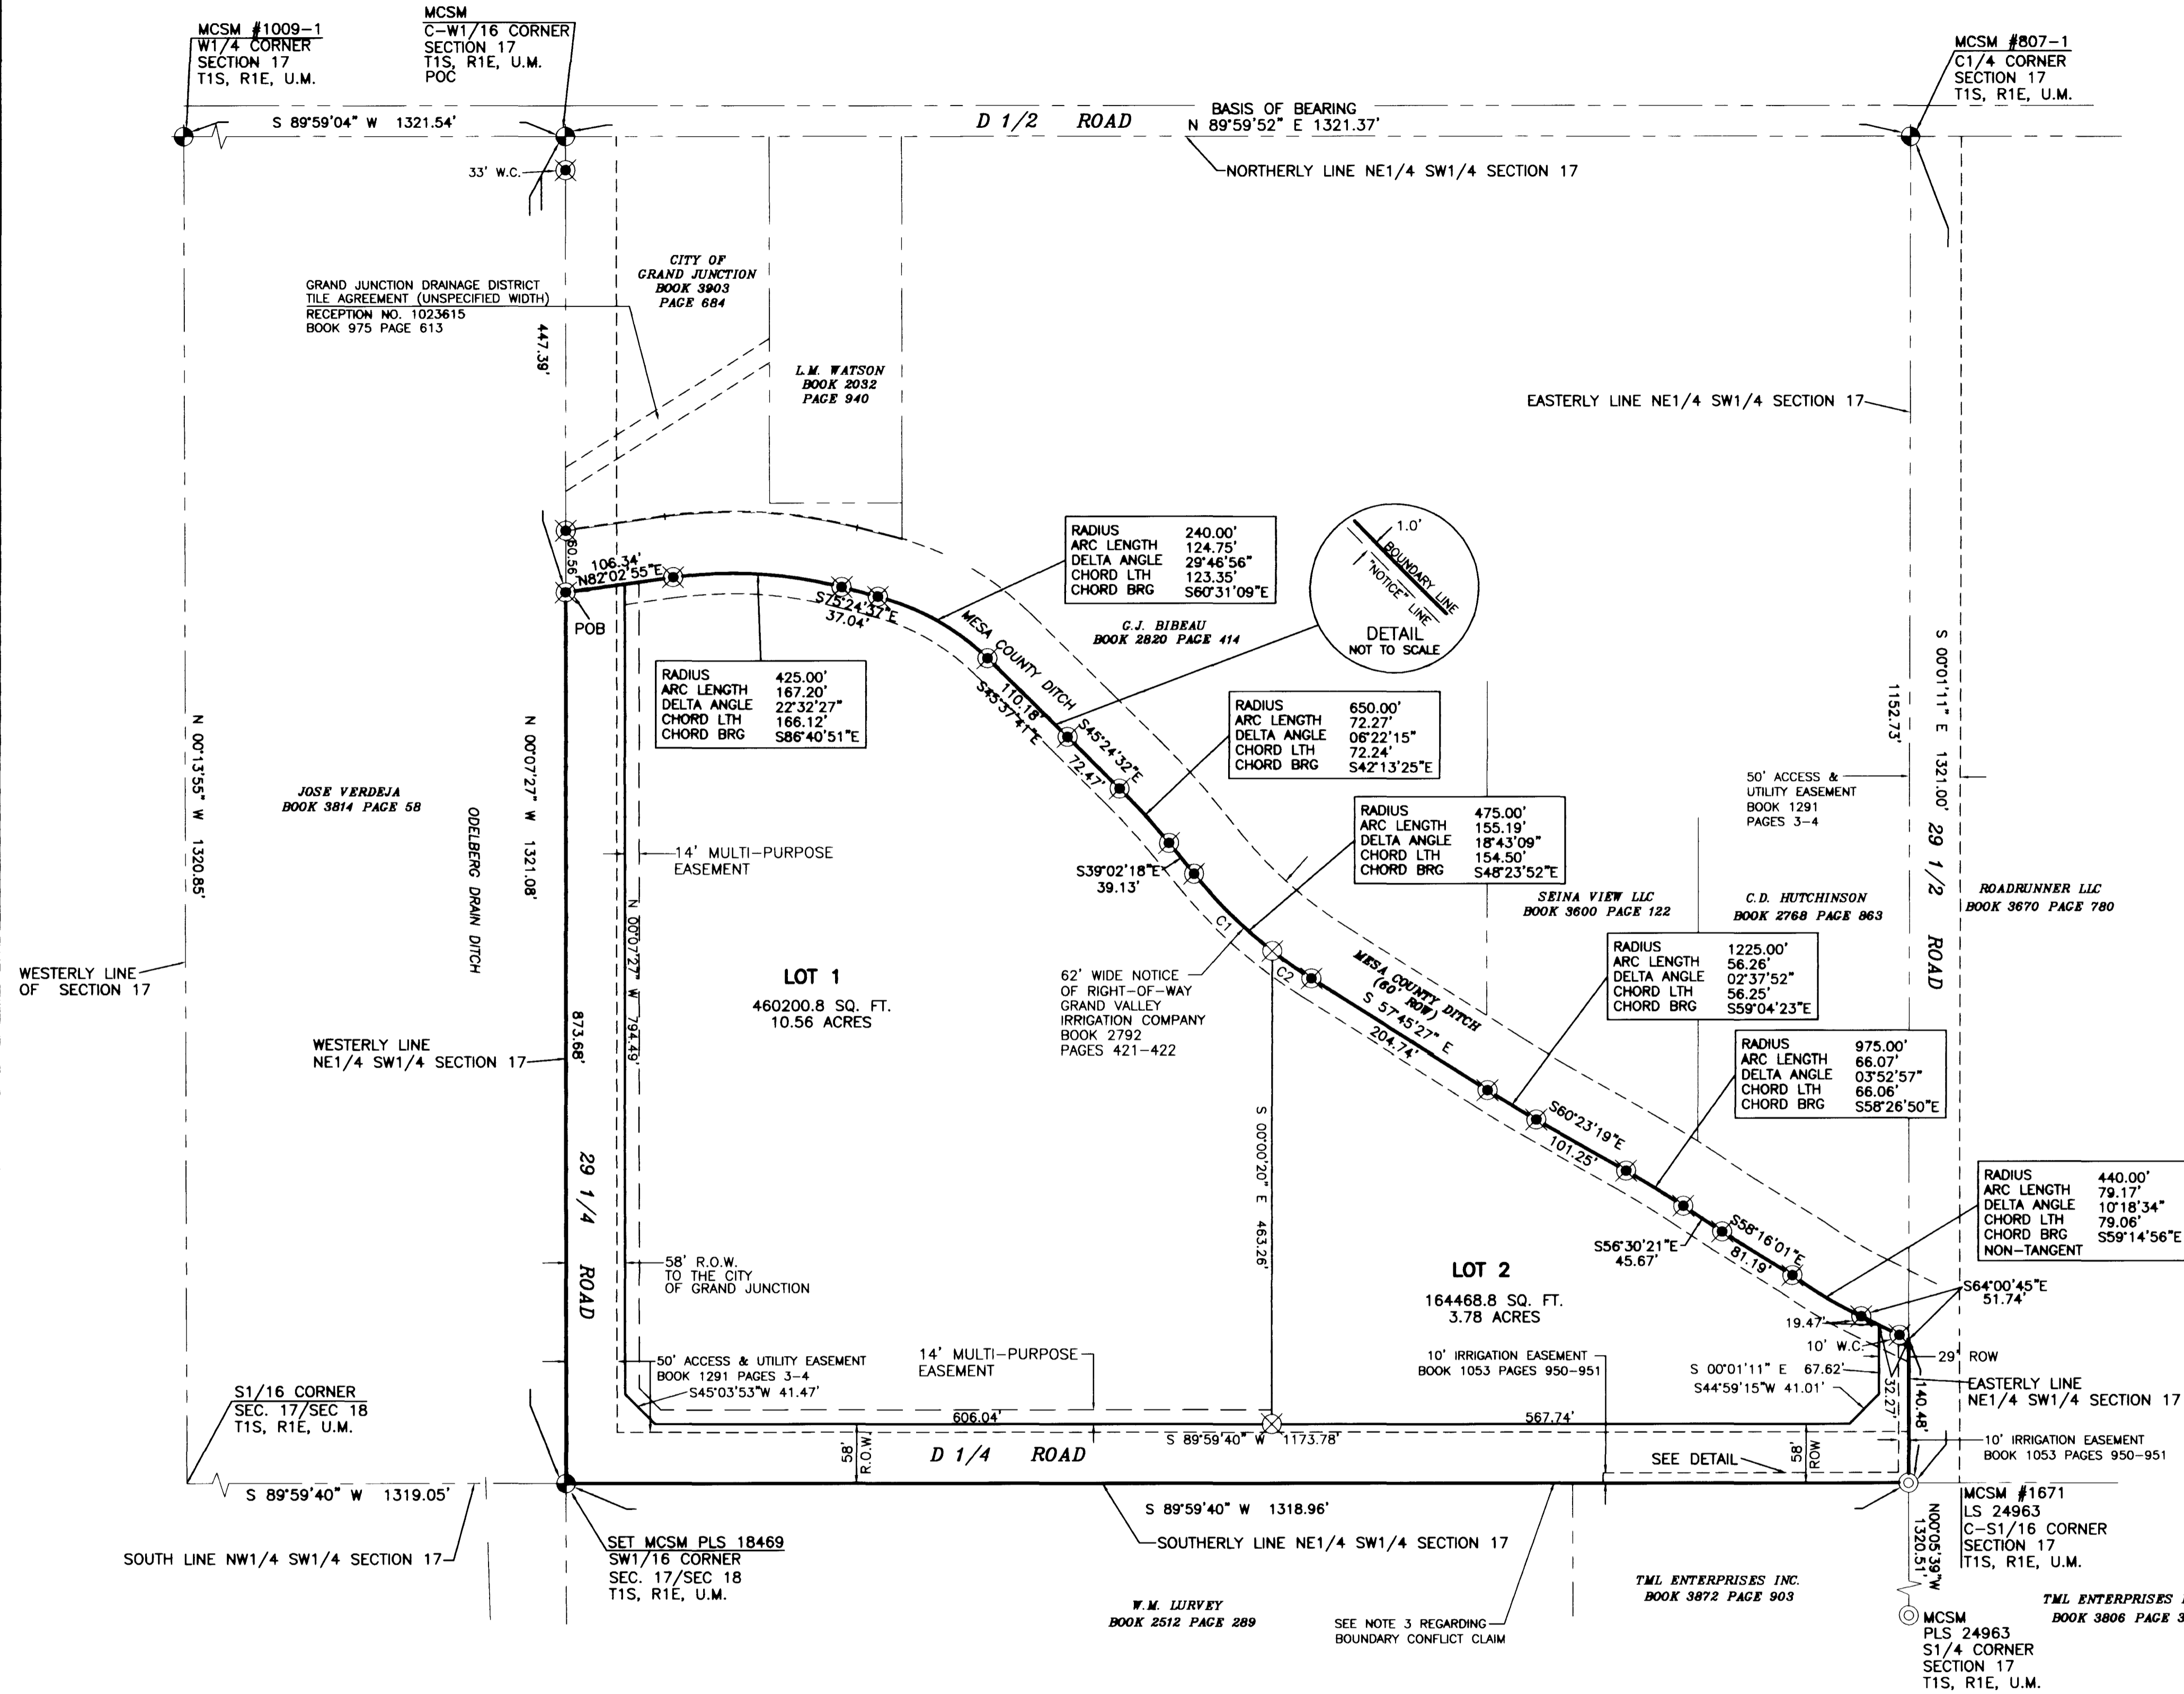 MCSM #1009-1
W1/4 CORNER
SECTION 17
T1S, R1E, U.M.
MCSM
C-W1/16 CORNER
SECTION 17
T1S, R1E, U.M.
POC
MCSM #807-1
C1/4 CORNER
SECTION 17
T1S, R1E, U.M.
S 89°59'04" W 1321.54'
D 1/2 ROAD
BASIS OF BEARING
N 89°59'52" E 1321.37'
33' W.C.
NORTHERLY LINE NE1/4 SW1/4 SECTION 17
GRAND JUNCTION DRAINAGE DISTRICT
TILE AGREEMENT (UNSPECIFIED WIDTH)
RECEPTION NO. 1023615
BOOK 975 PAGE 613
CITY OF
GRAND JUNCTION
BOOK 3903
PAGE 684
447.39'
L.M. WATSON
BOOK 2032
PAGE 940
EASTERLY LINE NE1/4 SW1/4 SECTION 17
60.56
106.34'
N82°02'55"E
POB
S75°24'37"E
37.04'
RADIUS 240.00'
ARC LENGTH 124.75'
DELTA ANGLE 29°46'56"
CHORD LTH 123.35'
CHORD BRG S60°31'09"E
G.J. BIBEAU
BOOK 2820 PAGE 414
1.0'
BOUNDARY LINE
"NOTICE" LINE
DETAIL
NOT TO SCALE
RADIUS 425.00'
ARC LENGTH 167.20'
DELTA ANGLE 22°32'27"
CHORD LTH 166.12'
CHORD BRG S86°40'51"E
MESA COUNTY DITCH
110.18'
S45°37'41"E
S45°24'32"E
72.47'
RADIUS 650.00'
ARC LENGTH 72.27'
DELTA ANGLE 06°22'15"
CHORD LTH 72.24'
CHORD BRG S42°13'25"E
RADIUS 475.00'
ARC LENGTH 155.19'
DELTA ANGLE 18°43'09"
CHORD LTH 154.50'
CHORD BRG S48°23'52"E
S39°02'18"E
39.13'
C1
C2
N 00°13'55" W 1320.85'
JOSE VERDEJA
BOOK 3814 PAGE 58
ODELBERG DRAIN DITCH
N 00°07'27" W 1321.08'
14' MULTI-PURPOSE
EASEMENT
N 00°07'27" W 794.49'
50' ACCESS &
UTILITY EASEMENT
BOOK 1291
PAGES 3-4
1152.73'
S 00°01'11" E 1321.00'
29 1/2 ROAD
SEINA VIEW LLC
BOOK 3600 PAGE 122
C.D. HUTCHINSON
BOOK 2768 PAGE 863
ROADRUNNER LLC
BOOK 3670 PAGE 780
WESTERLY LINE
OF SECTION 17
LOT 1
460200.8 SQ. FT.
10.56 ACRES
62' WIDE NOTICE
OF RIGHT-OF-WAY
GRAND VALLEY
IRRIGATION COMPANY
BOOK 2792
PAGES 421-422
MESA COUNTY DITCH
(60' ROW)
S 57°45'27" E
204.74'
RADIUS 1225.00'
ARC LENGTH 56.26'
DELTA ANGLE 02°37'52"
CHORD LTH 56.25'
CHORD BRG S59°04'23"E
RADIUS 975.00'
ARC LENGTH 66.07'
DELTA ANGLE 03°52'57"
CHORD LTH 66.06'
CHORD BRG S58°26'50"E
WESTERLY LINE
NE1/4 SW1/4 SECTION 17
873.68'
29 1/4 ROAD
S 00°00'20" E 463.26'
S60°23'19"E
101.25'
S56°30'21"E
45.67'
S58°16'01"E
81.19'
RADIUS 440.00'
ARC LENGTH 79.17'
DELTA ANGLE 10°18'34"
CHORD LTH 79.06'
CHORD BRG S59°14'56"E
NON-TANGENT
58' R.O.W.
TO THE CITY
OF GRAND JUNCTION
LOT 2
164468.8 SQ. FT.
3.78 ACRES
S64°00'45"E
51.74'
19.47'
10' W.C.
29' ROW
50' ACCESS & UTILITY EASEMENT
BOOK 1291 PAGES 3-4
S45°03'53"W 41.47'
14' MULTI-PURPOSE
EASEMENT
10' IRRIGATION EASEMENT
BOOK 1053 PAGES 950-951
S 00°01'11" E 67.62'
S44°59'15"W 41.01'
32.27'
140.48'
EASTERLY LINE
NE1/4 SW1/4 SECTION 17
S1/16 CORNER
SEC. 17/SEC 18
T1S, R1E, U.M.
606.04'
567.74'
S 89°59'40" W 1173.78'
58'
R.O.W.
D 1/4 ROAD
SEE DETAIL
58'
ROW
10' IRRIGATION EASEMENT
BOOK 1053 PAGES 950-951
S 89°59'40" W 1319.05'
S 89°59'40" W 1318.96'
MCSM #1671
LS 24963
C-S1/16 CORNER
SECTION 17
T1S, R1E, U.M.
N00°05'39"W
1320.51'
SOUTH LINE NW1/4 SW1/4 SECTION 17
SET MCSM PLS 18469
SW1/16 CORNER
SEC. 17/SEC 18
T1S, R1E, U.M.
SOUTHERLY LINE NE1/4 SW1/4 SECTION 17
W.M. LURVEY
BOOK 2512 PAGE 289
SEE NOTE 3 REGARDING
BOUNDARY CONFLICT CLAIM
TML ENTERPRISES INC.
BOOK 3872 PAGE 903
TML ENTERPRISES
BOOK 3806 PAGE 3
MCSM
PLS 24963
S1/4 CORNER
SECTION 17
T1S, R1E, U.M.